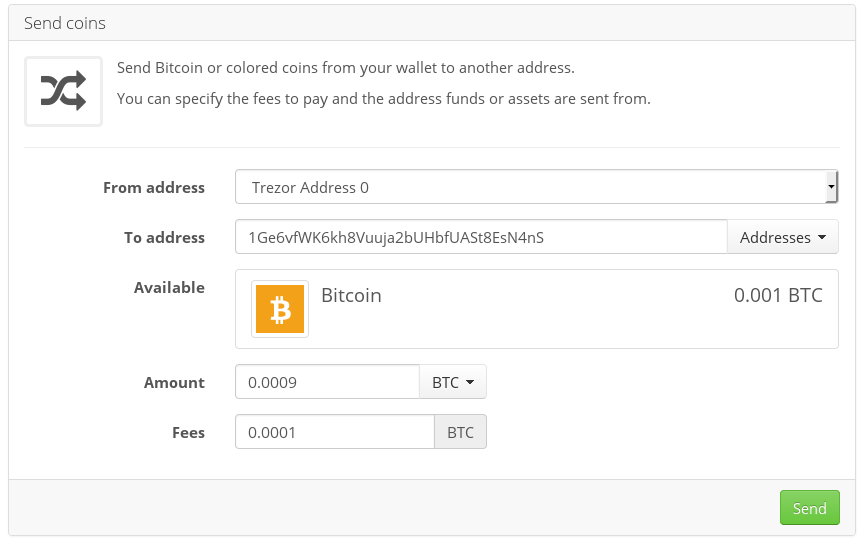 Send coins
Send Bitcoin or colored coins from your wallet to another address.
You can specify the fees to pay and the address funds or assets are sent from.
From address Trezor Address 0
To address 1Ge6vfWK6kh8Vuuja2bUHbfUASt8EsN4nS Addresses
Available Bitcoin 0.001 BTC
Amount 0.0009 BTC
Fees 0.0001 BTC
Send